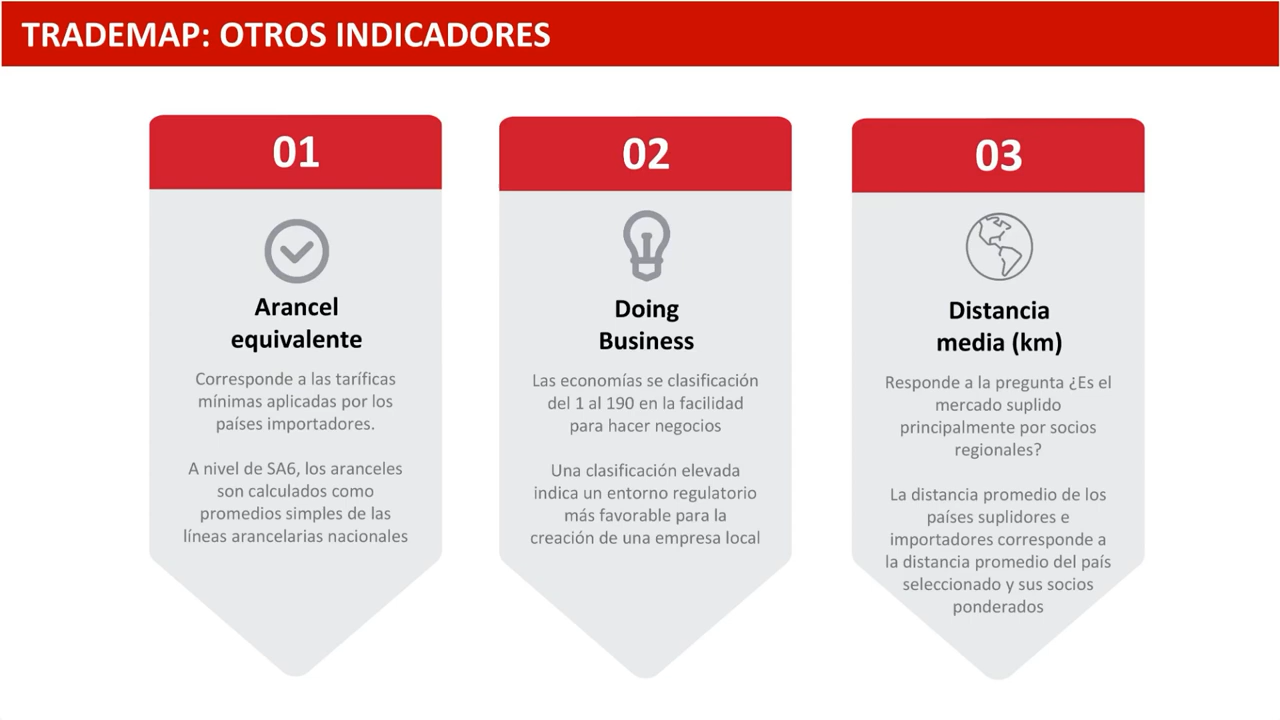 TRADEMAP: OTROS INDICADORES
01
Arancel
equivalente
Corresponde a las taríficas
mínimas aplicadas por los
países importadores.
A nivel de SA6, los aranceles
son calculados como
promedios simples de las
líneas arancelarias nacionales
02
Doing
Business
Las economías se clasificación
del 1 al 190 en la facilidad
para hacer negocios
Una clasificación elevada
indica un entorno regulatorio
más favorable para la
creación de una empresa local
03
Distancia
media (km)
Responde a la pregunta ¿Es el
mercado suplido
principalmente por socios
regionales?
La distancia promedio de los
países suplidores e
importadores corresponde a
la distancia promedio del país
seleccionado y sus socios
ponderados